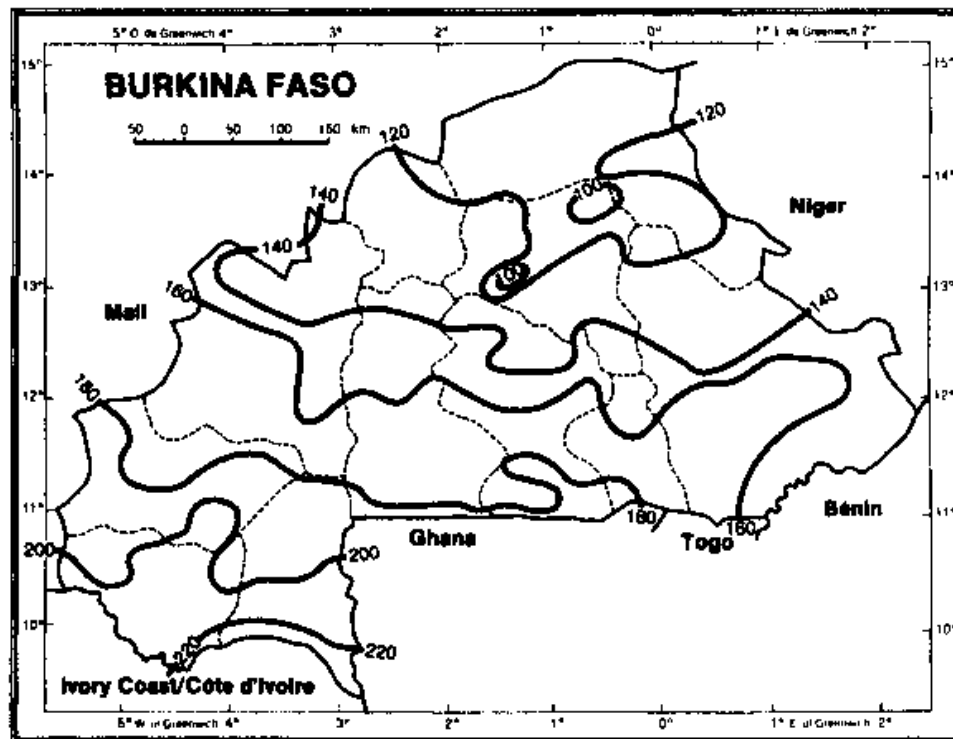 5° O. de Greenwich 4° 3° 2° 1° 0° 1° E. de Greenwich 2°
15° 15°
BURKINA FASO
50 0 50 100 150 km
120 120
14° 14°
140 100
Niger
140
13° 100 13°
160
Mali 140
180
12° 12°
11° Bénin 11°
180 160
Ghana Togo
200 200
10° 10°
220 220
Ivory Coast/Côte d'Ivoire
5° W. of Greenwich 4° 3° 2° 1° 0° 1° E. of Greenwich 2°